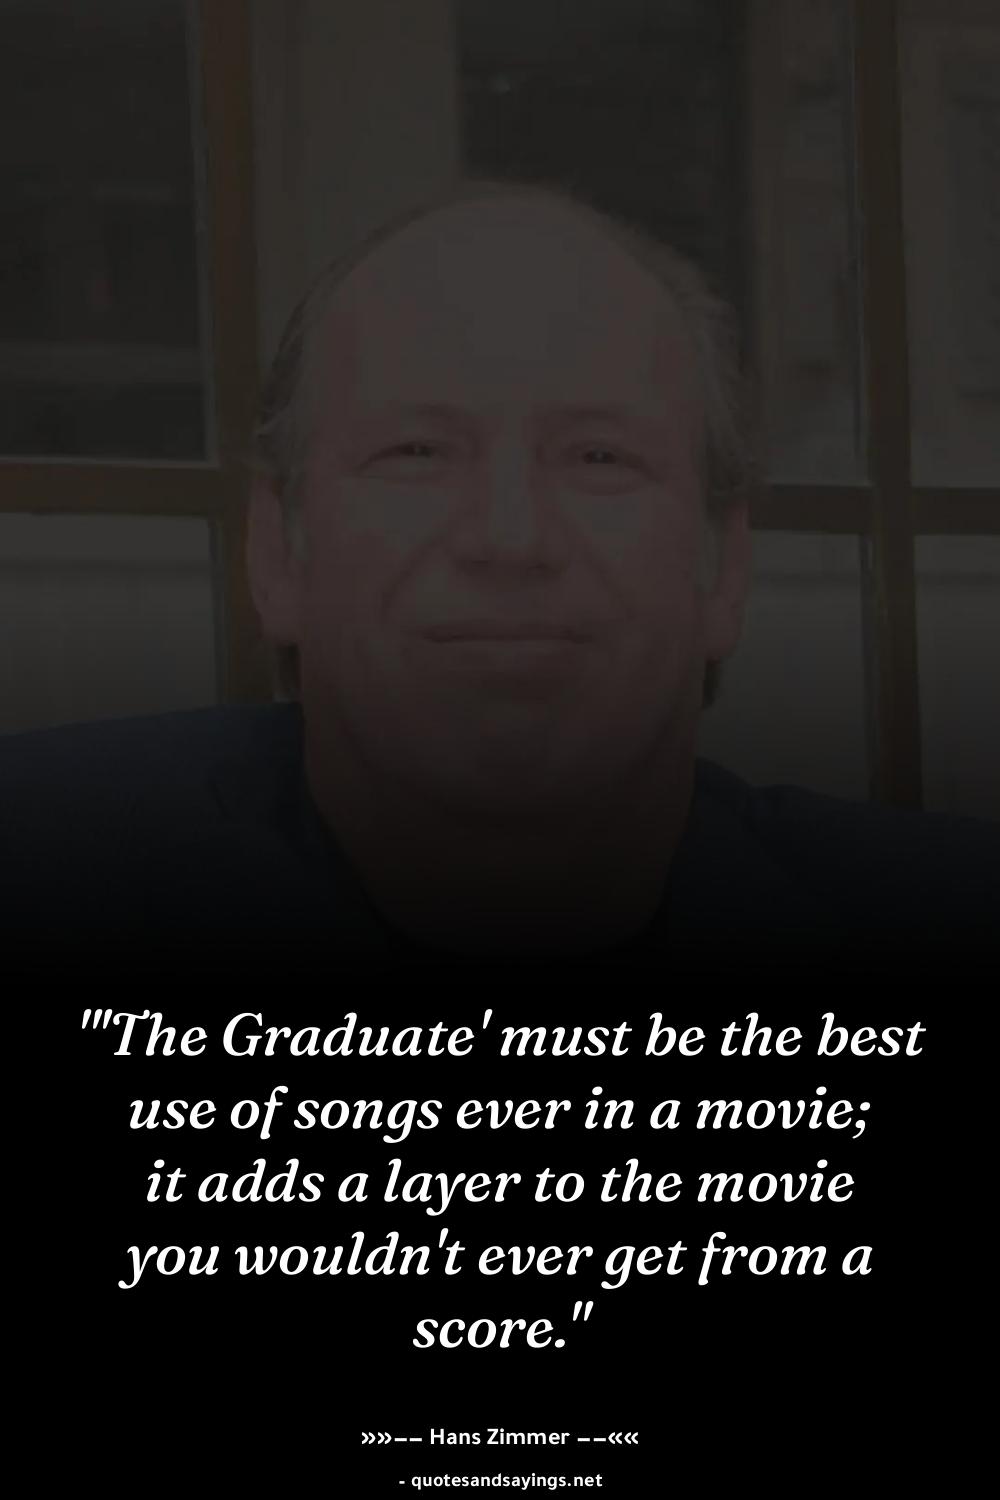 "'The Graduate' must be the best
use of songs ever in a movie;
it adds a layer to the movie
you wouldn't ever get from a
score."
»»−− Hans Zimmer −−««
- quotesandsayings.net